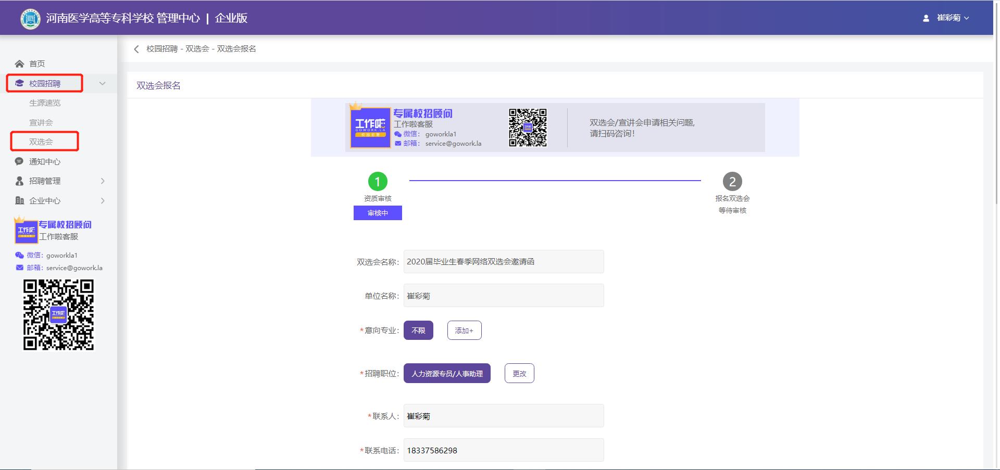 河南医学高等专科学校 管理中心 | 企业版
崔彩菊
首页
校园招聘
生源速览
宣讲会
双选会
通知中心
招聘管理
企业中心
专属校招顾问
工作啦
工作啦客服
微信: goworkla1
邮箱: service@gowork.la
工作啦
校园招聘 - 双选会 - 双选会报名
双选会报名
工作啦
GOWORK.LA
校园招聘
专属校招顾问
工作啦客服
微信: goworkla1
邮箱: service@gowork.la
工作啦
双选会/宣讲会申请相关问题,
请扫码咨询!
1
资质审核
审核中
2
报名双选会
等待审核
双选会名称: 2020届毕业生春季网络双选会邀请函
单位名称: 崔彩菊
*意向专业: 不限 添加+
*招聘职位: 人力资源专员/人事助理 更改
*联系人: 崔彩菊
*联系电话: 18337586298